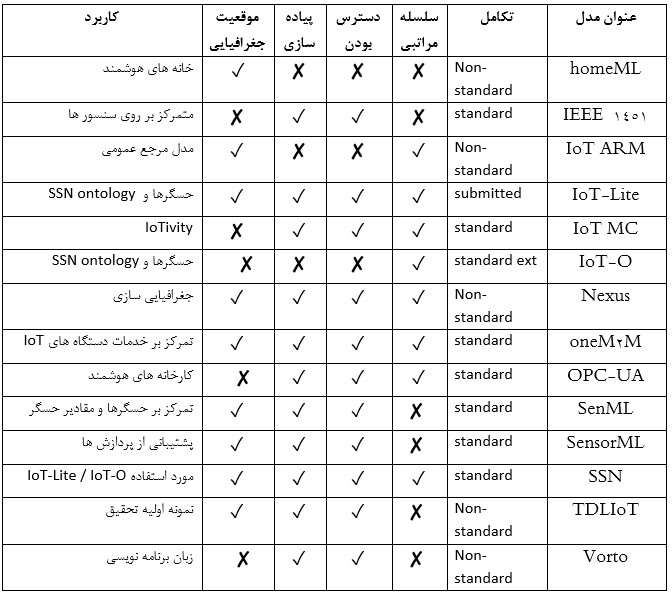 عنوان مدل	تکامل	سلسله مراتبی	دسترس بودن	پیاده سازی	موقعیت جغرافیایی	کاربرد
homeML	Non-standard	✗	✗	✗	✓	خانه های هوشمند
IEEE ۱۴۵۱	standard	✗	✓	✓	✗	متمرکز بر روی سنسور ها
IoT ARM	Non-standard	✓	✗	✗	✓	مدل مرجع عمومی
IoT-Lite	submitted	✓	✓	✓	✓	حسگرها و SSN ontology
IoT MC	standard	✓	✓	✓	✗	IoTivity
IoT-O	standard ext	✓	✗	✗	✗	حسگرها و SSN ontology
Nexus	Non-standard	✓	✓	✓	✓	جغرافیایی سازی
oneM۲M	standard	✓	✓	✓	✓	تمرکز بر خدمات دستگاه های IoT
OPC-UA	standard	✓	✓	✓	✗	کارخانه های هوشمند
SenML	standard	✗	✓	✓	✓	تمرکز بر حسگرها و مقادیر حسگر
SensorML	standard	✗	✓	✓	✓	پشتیبانی از پردازش ها
SSN	standard	✓	✓	✓	✓	مورد استفاده IoT-Lite / IoT-O
TDLIoT	Non-standard	✗	✓	✓	✓	نمونه اولیه تحقیق
Vorto	Non-standard	✗	✓	✓	✗	زبان برنامه نویسی